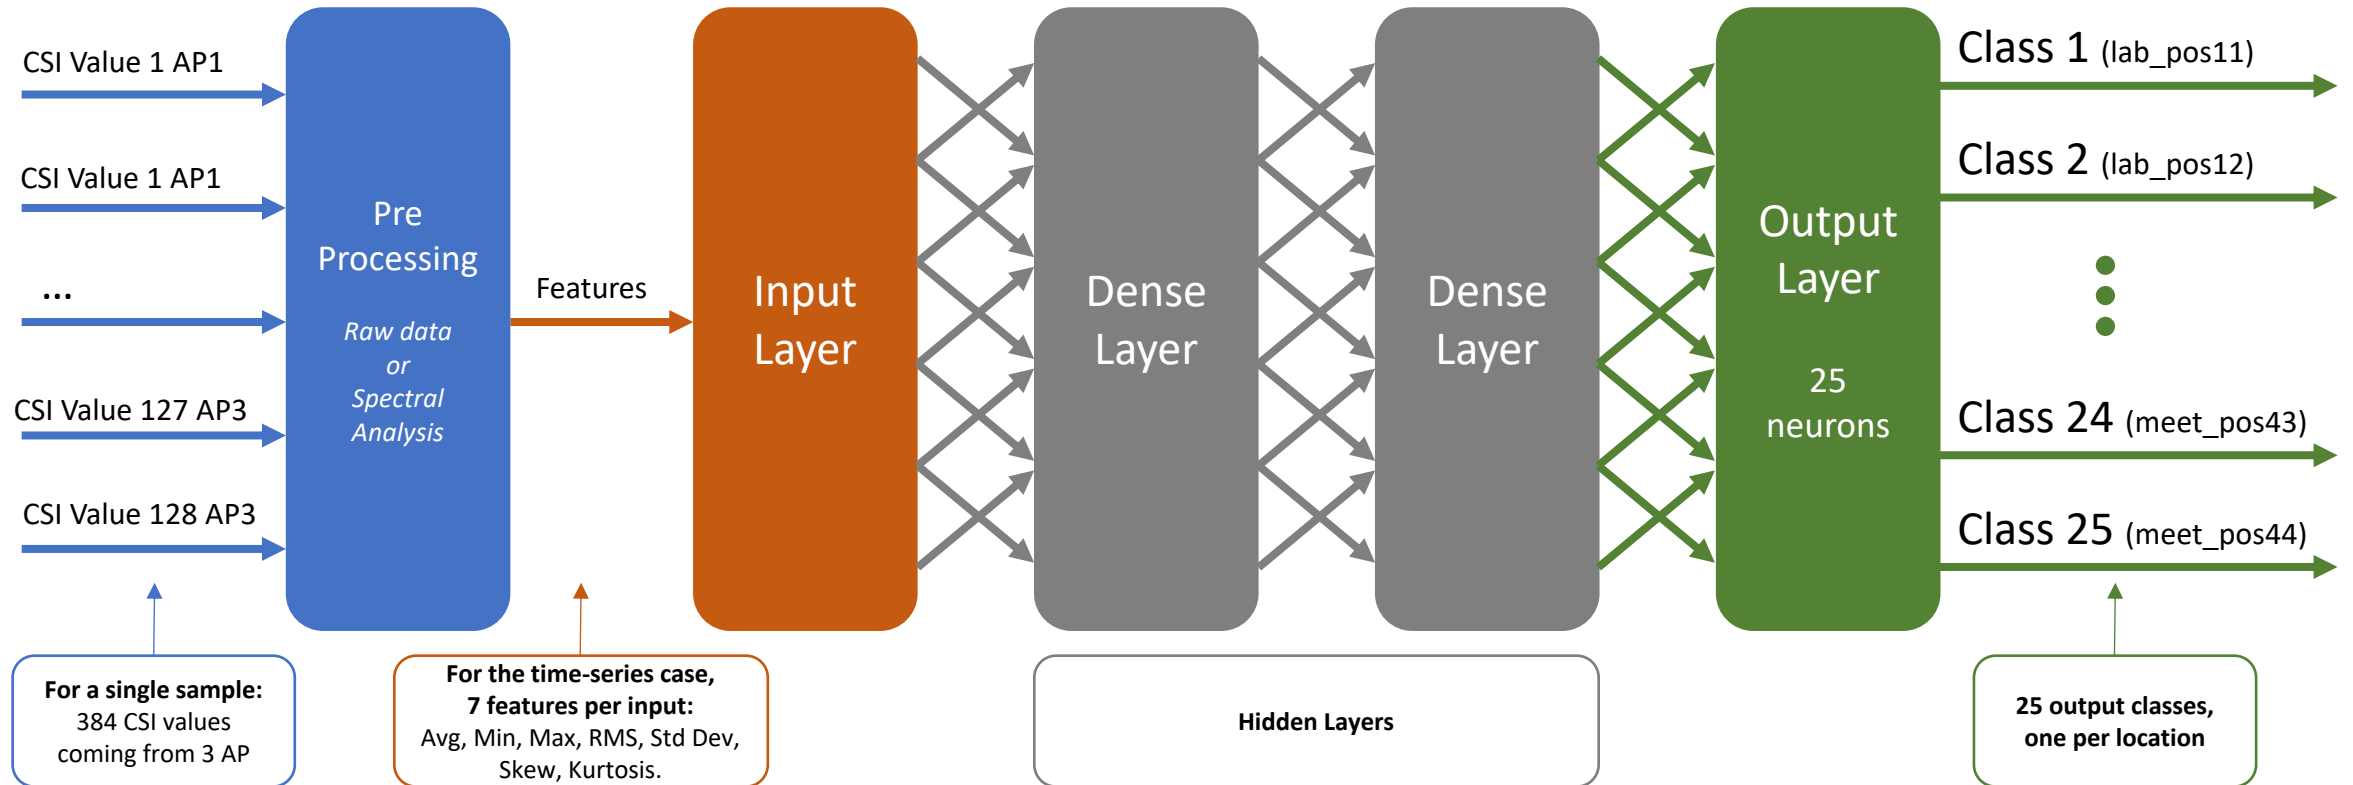 CSI Value 1 AP1
CSI Value 1 AP1
...
CSI Value 127 AP3
CSI Value 128 AP3
Pre
Processing
Raw data
or
Spectral
Analysis
Features
Input
Layer
Dense
Layer
Dense
Layer
Output
Layer
25
neurons
Class 1 (lab_pos11)
Class 2 (lab_pos12)
Class 24 (meet_pos43)
Class 25 (meet_pos44)
For a single sample:
384 CSI values
coming from 3 AP
For the time-series case,
7 features per input:
Avg, Min, Max, RMS, Std Dev,
Skew, Kurtosis.
Hidden Layers
25 output classes,
one per location